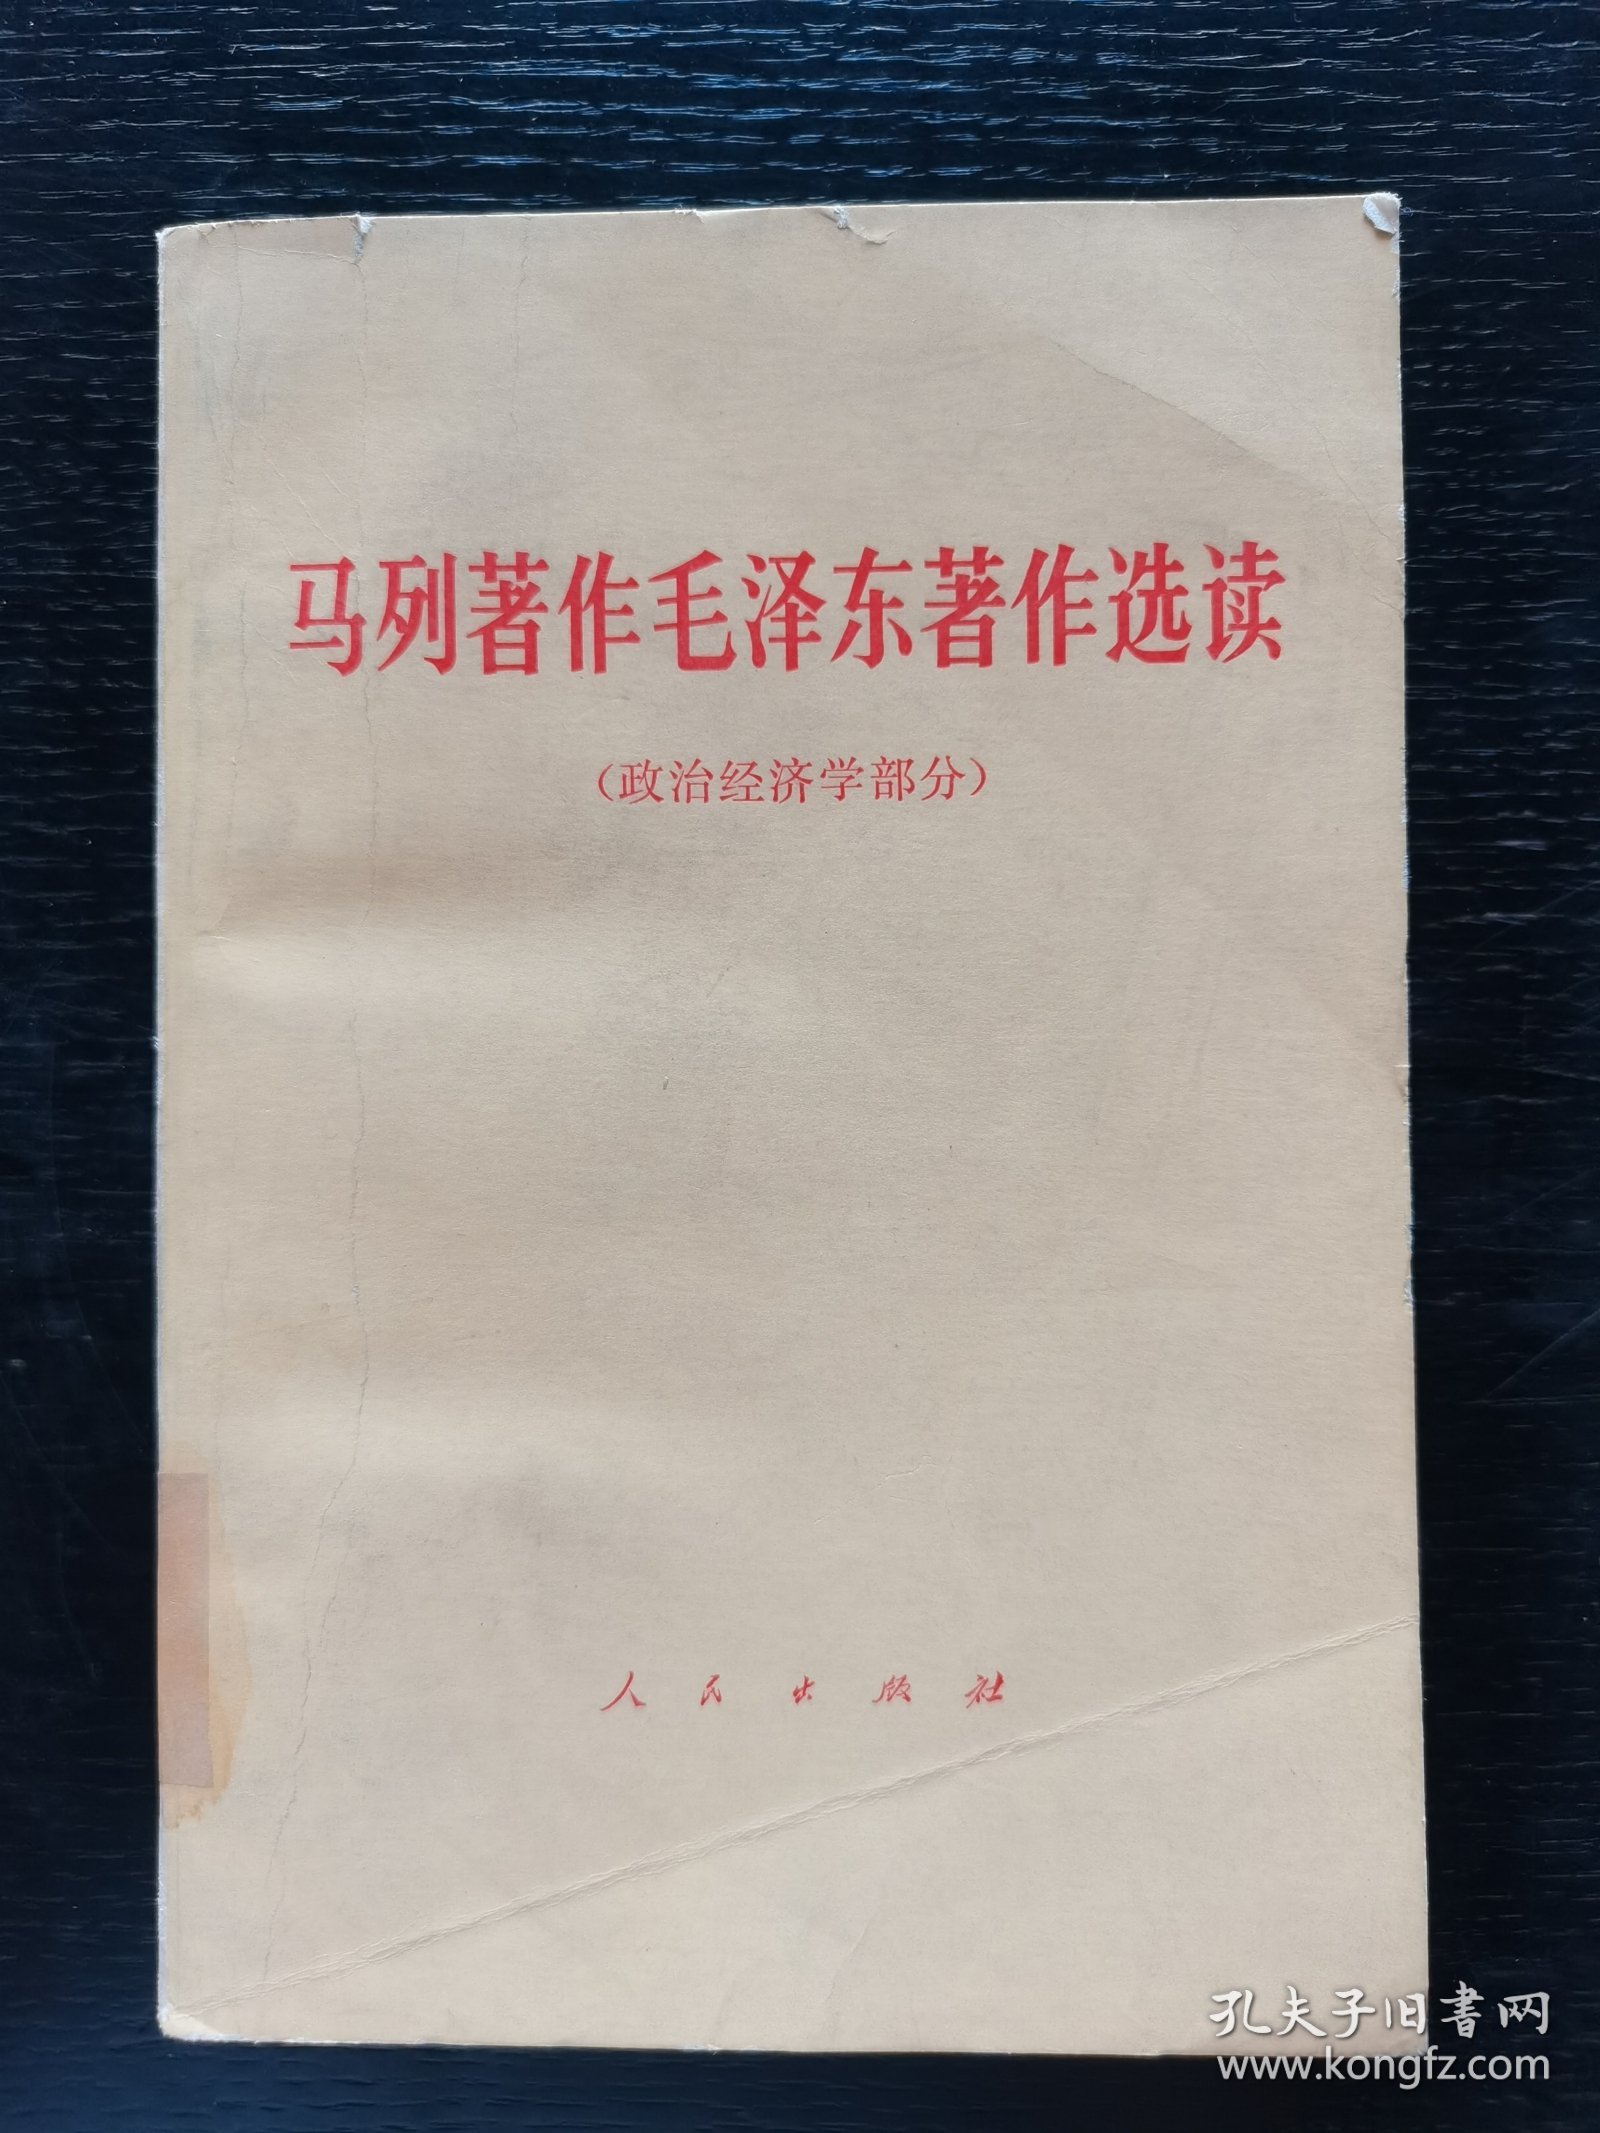 马列著作毛泽东著作选读
（政治经济学部分）
人民出版社
孔夫子旧书网
www.kongfz.com